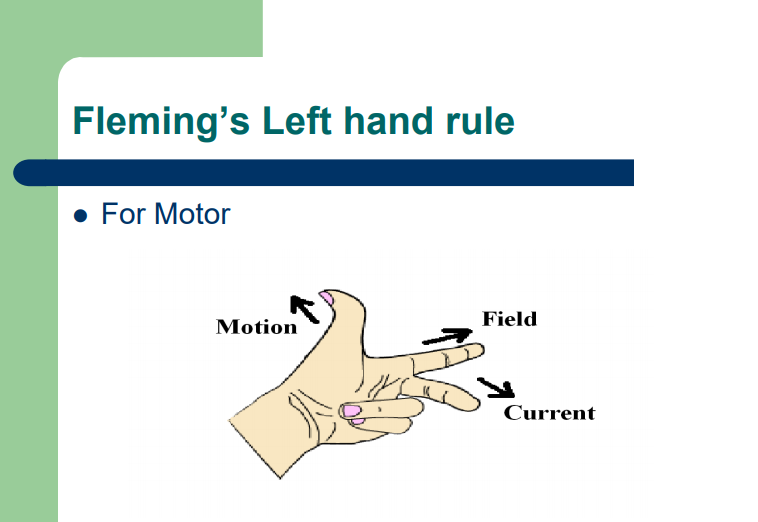 Fleming’s Left hand rule
For Motor
Field
Motion
Current